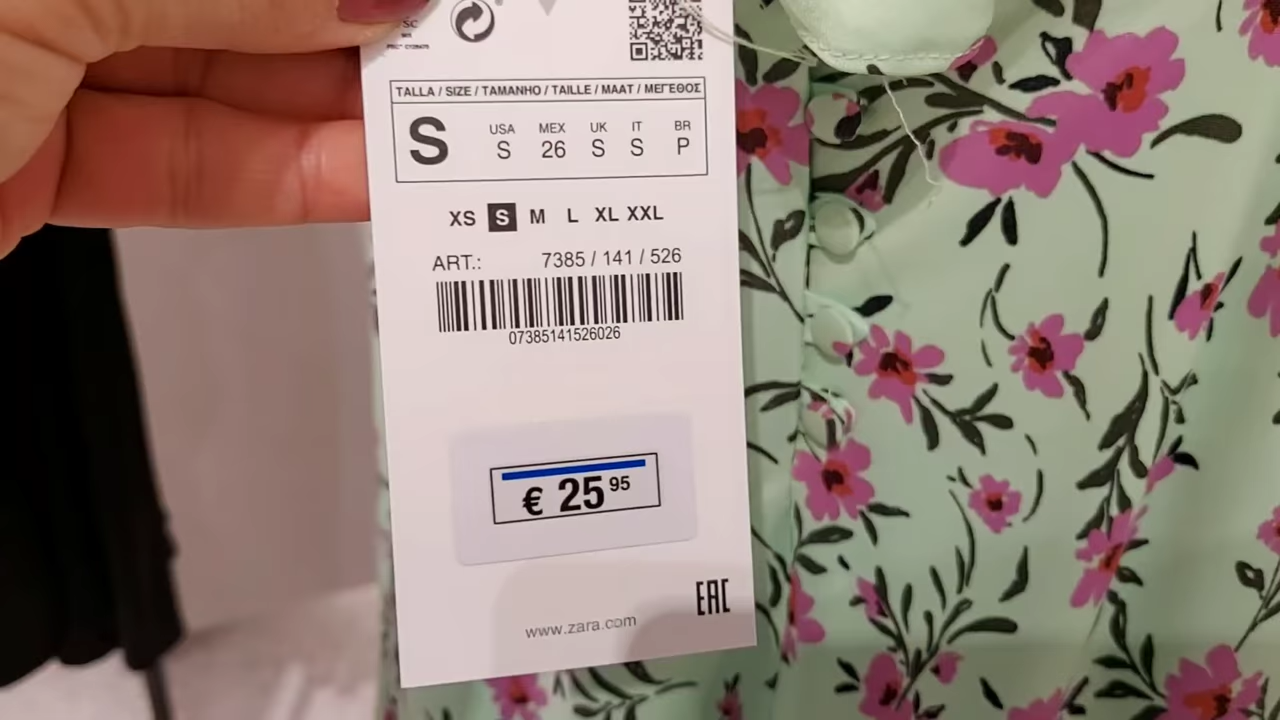 ŚĆ
TALLA / SIZE / TAMANHO / TAILLE / MAAT / ΜΕΓΕΘΟΣ
S
USA MEX UK IT BR
S 26 S S P
XS S M L XL XXL
ART.: 7385 / 141 / 526
07385141526026
€ 25 95
EAC
www.zara.com